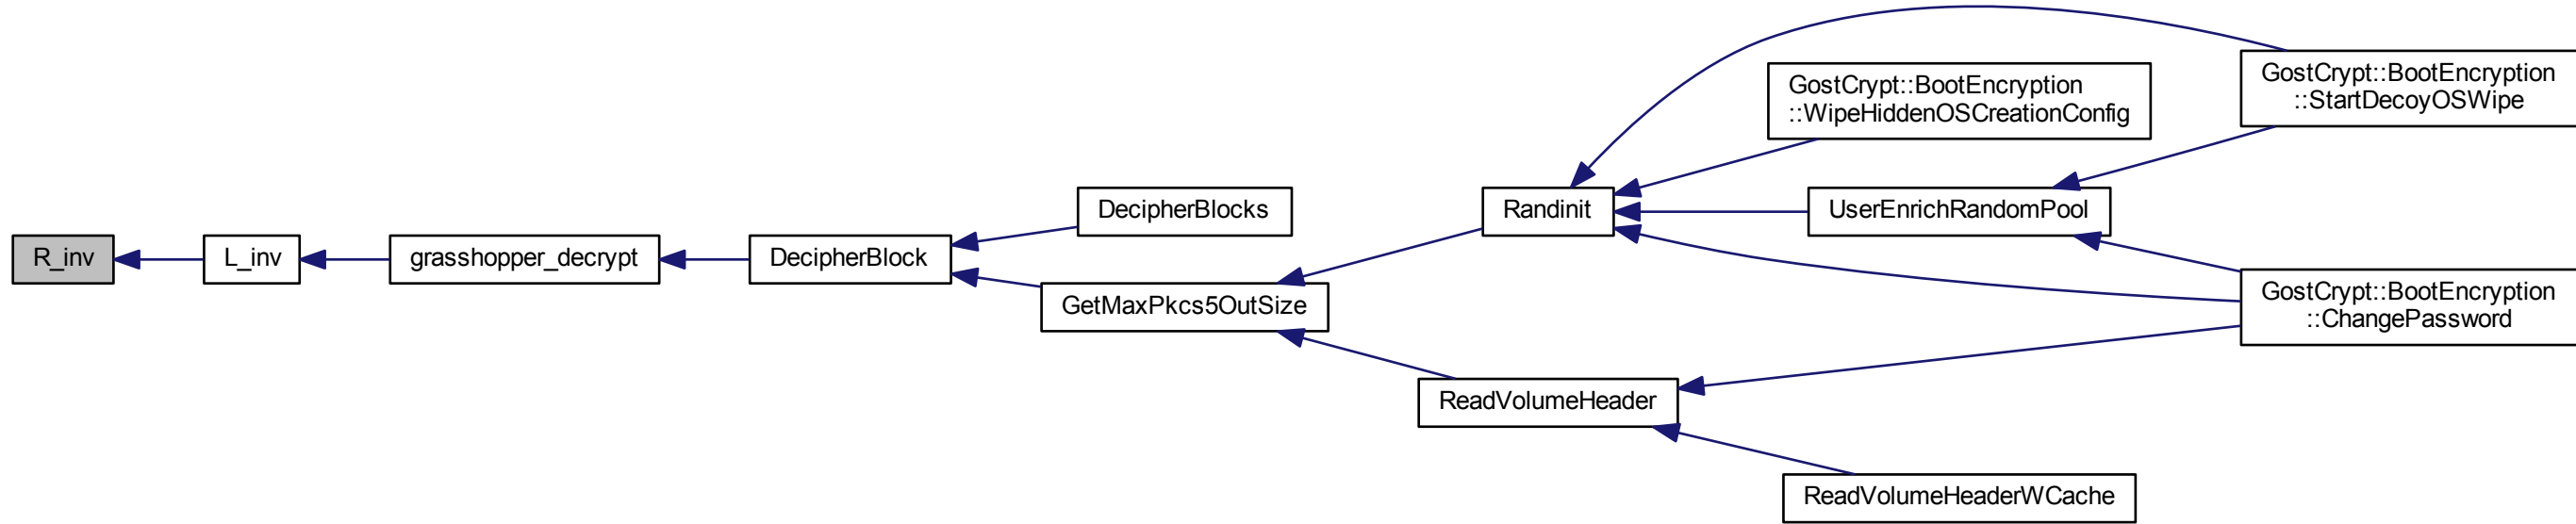 R_inv
L_inv
grasshopper_decrypt
DecipherBlock
DecipherBlocks
GetMaxPkcs5OutSize
Randinit
ReadVolumeHeader
GostCrypt::BootEncryption
::WipeHiddenOSCreationConfig
UserEnrichRandomPool
ReadVolumeHeaderWCache
GostCrypt::BootEncryption
::StartDecoyOSWipe
GostCrypt::BootEncryption
::ChangePassword